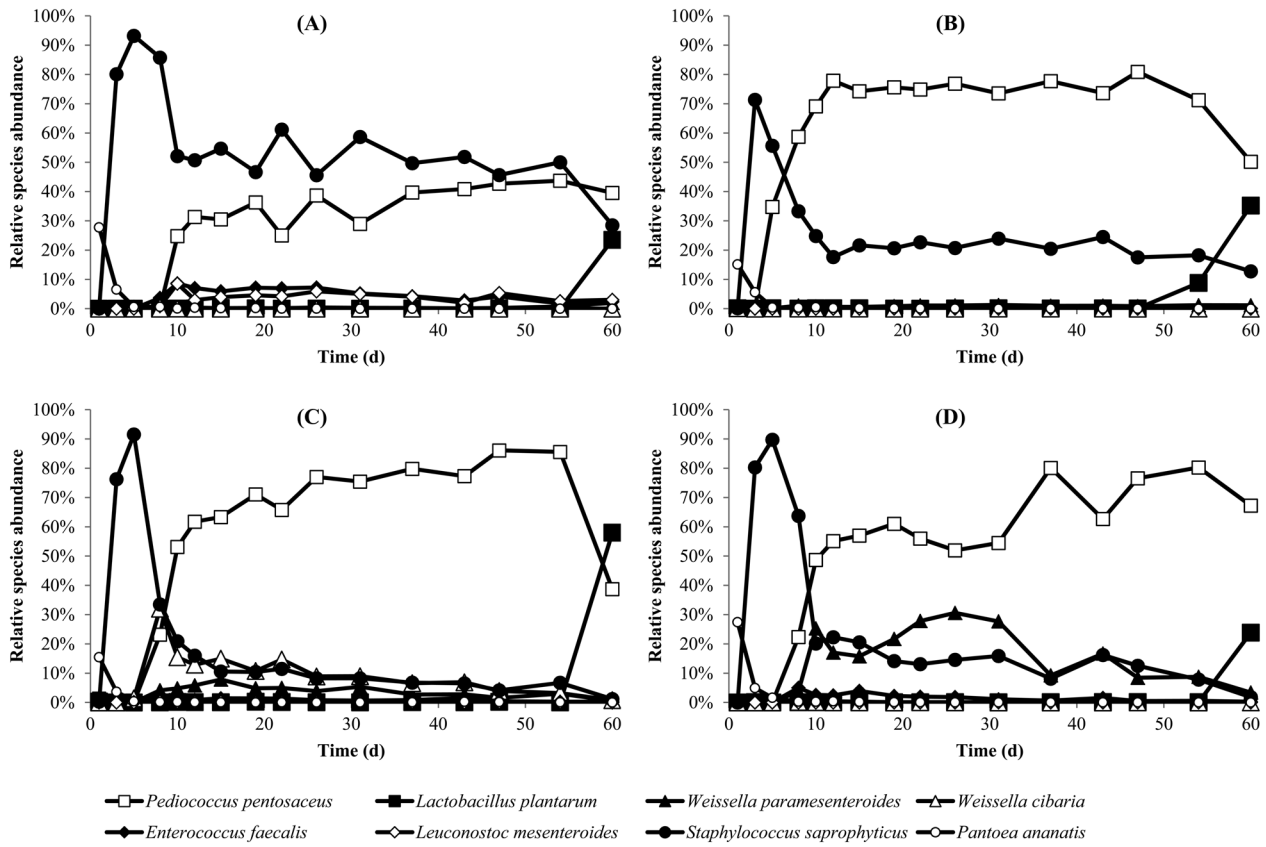 (A)
Relative species abundance
100%
90%
80%
70%
60%
50%
40%
30%
20%
10%
0%
0 10 20 30 40 50 60
Time (d)
(B)
Relative species abundance
100%
90%
80%
70%
60%
50%
40%
30%
20%
10%
0%
0 10 20 30 40 50 60
Time (d)
(C)
Relative species abundance
100%
90%
80%
70%
60%
50%
40%
30%
20%
10%
0%
0 10 20 30 40 50 60
Time (d)
(D)
Relative species abundance
100%
90%
80%
70%
60%
50%
40%
30%
20%
10%
0%
0 10 20 30 40 50 60
Time (d)
Pediococcus pentosaceus Lactobacillus plantarum Weissella paramesenteroides Weissella cibaria
Enterococcus faecalis Leuconostoc mesenteroides Staphylococcus saprophyticus Pantoea ananatis